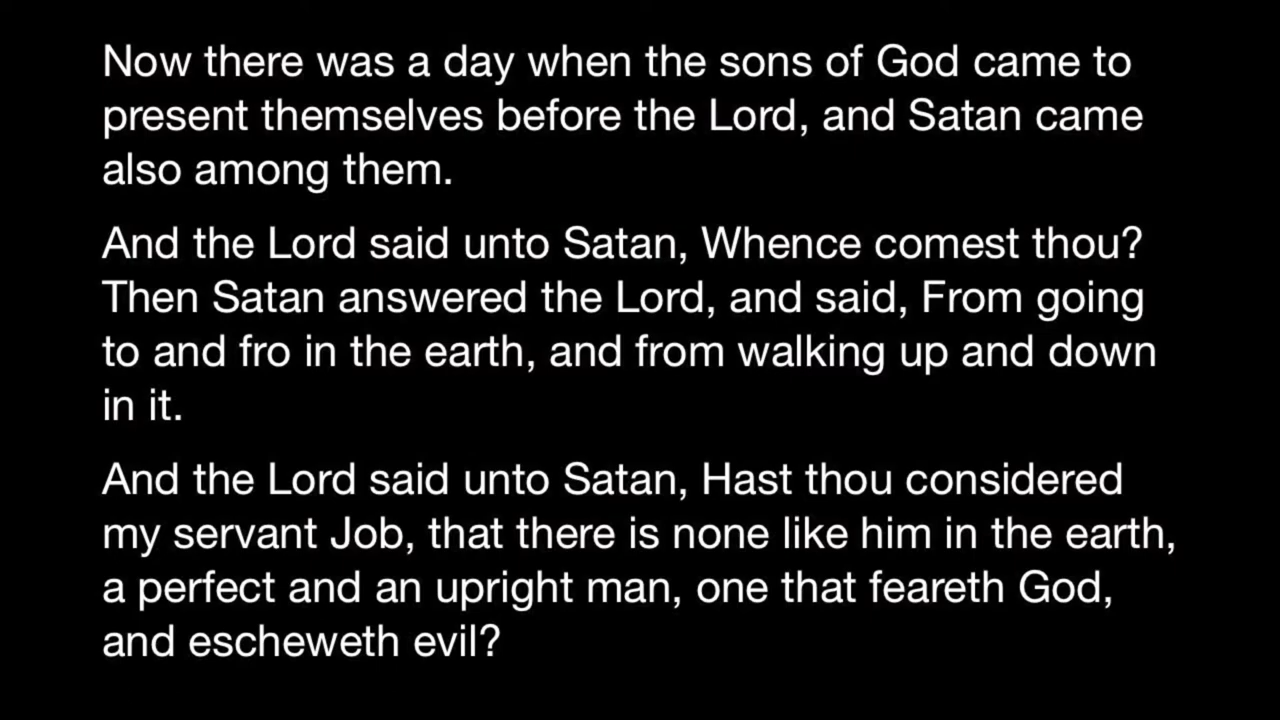 Now there was a day when the sons of God came to
present themselves before the Lord, and Satan came
also among them.
And the Lord said unto Satan, Whence comest thou?
Then Satan answered the Lord, and said, From going
to and fro in the earth, and from walking up and down
in it.
And the Lord said unto Satan, Hast thou considered
my servant Job, that there is none like him in the earth,
a perfect and an upright man, one that feareth God,
and escheweth evil?